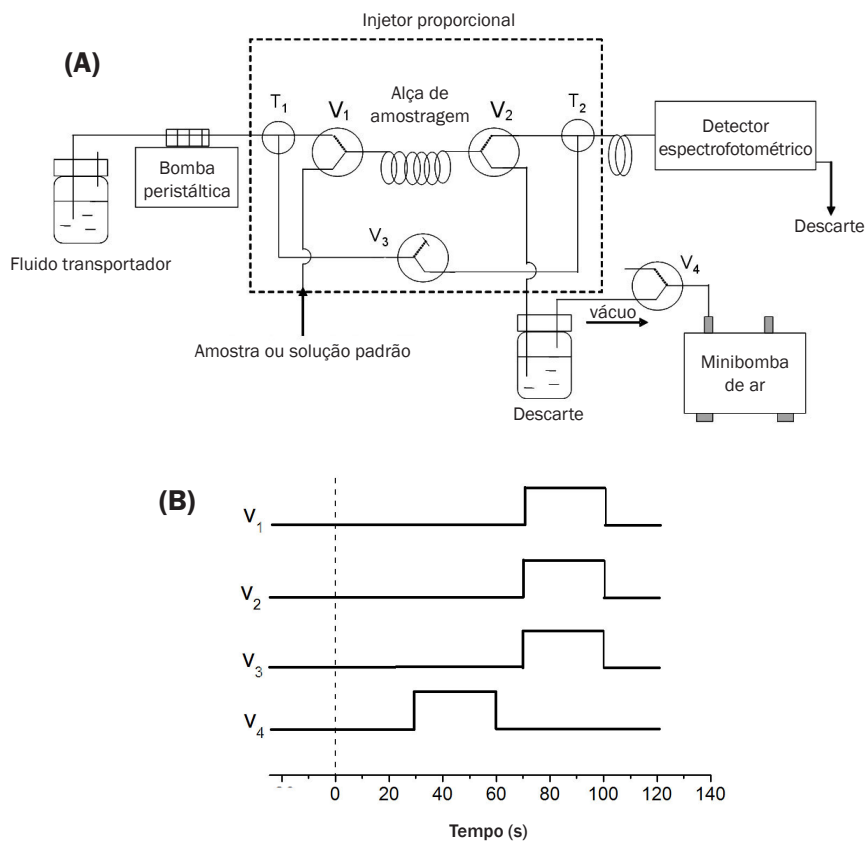 Injetor proporcional
(A)
T1
V1
Alça de
amostragem
V2
T2
Detector
espectrofotométrico
Bomba
peristáltica
Descarte
Fluido transportador
V3
V4
Amostra ou solução padrão
vácuo
Descarte
Minibomba
de ar
(B)
V1
V2
V3
V4
0 20 40 60 80 100 120 140
Tempo (s)